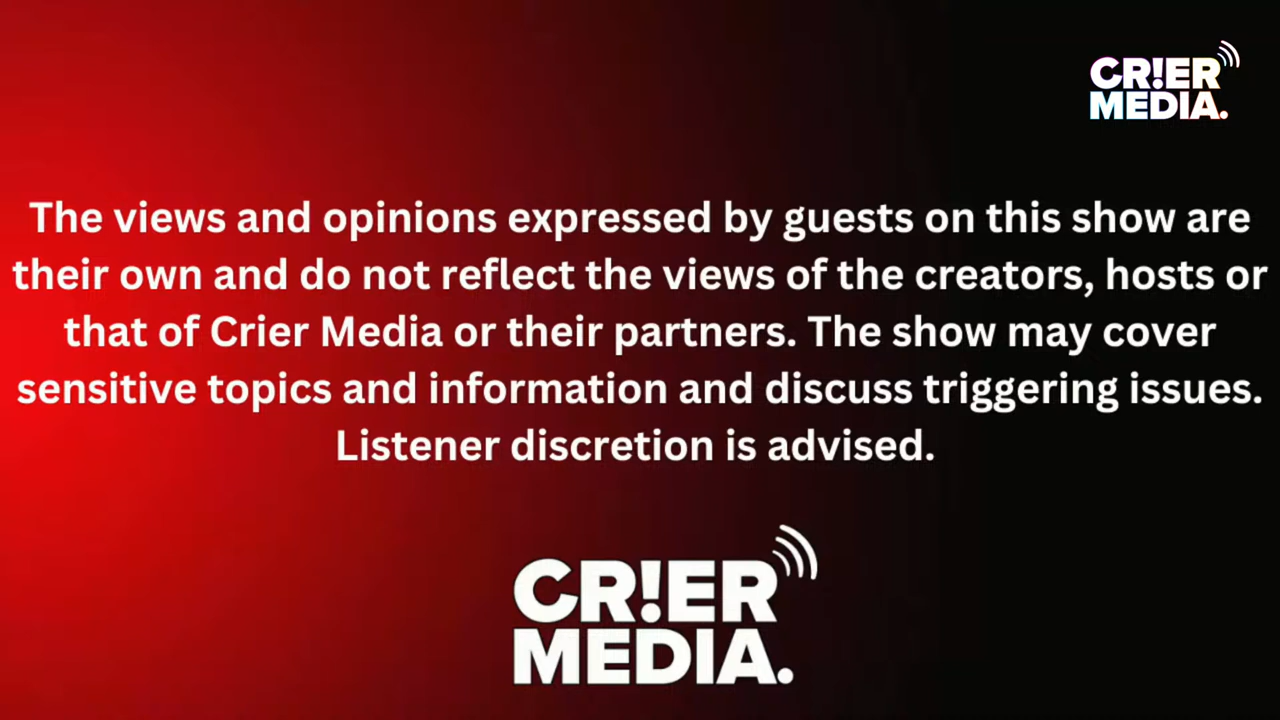 CR!ER
MEDIA.
The views and opinions expressed by guests on this show are
their own and do not reflect the views of the creators, hosts or
that of Crier Media or their partners. The show may cover
sensitive topics and information and discuss triggering issues.
Listener discretion is advised.
CR!ER
MEDIA.